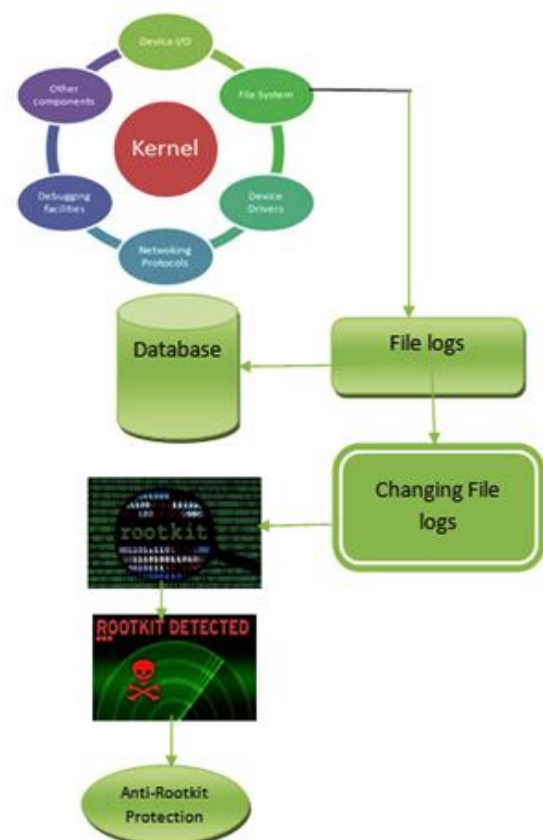 Device I/O
Other
components
File System
Kernel
Debugging
facilities
Device
Drivers
Netwoking
Protocols
Database
File logs
Changing File
logs
rootkit
ROOTKIT DETECTED
Anti-Rootkit
Protection